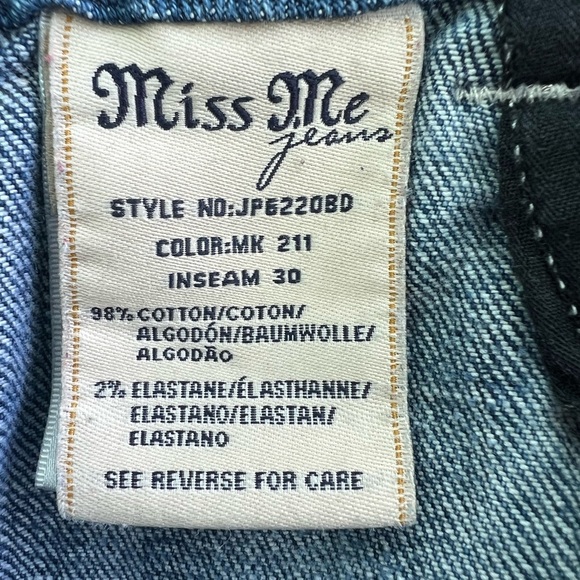 Miss Me
jeans
STYLE NO:JP6220BD
COLOR:MK 211
INSEAM 30
98% COTTON/COTON/
ALGODÓN/BAUMWOLLE/
ALGODÃO
2% ELASTANE/ÉLASTHANNE/
ELASTANO/ELASTAN/
ELASTANO
SEE REVERSE FOR CARE